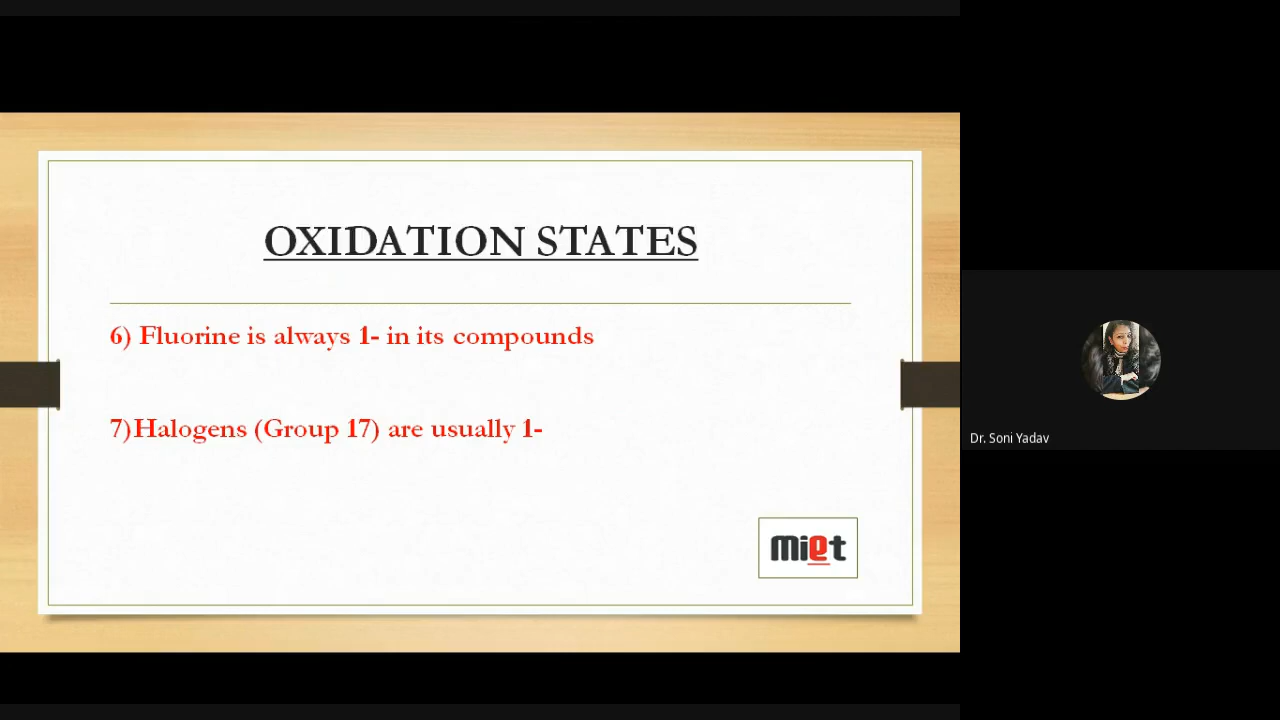 OXIDATION STATES
6) Fluorine is always 1- in its compounds
7)Halogens (Group 17) are usually 1-
miet
Dr. Soni Yadav